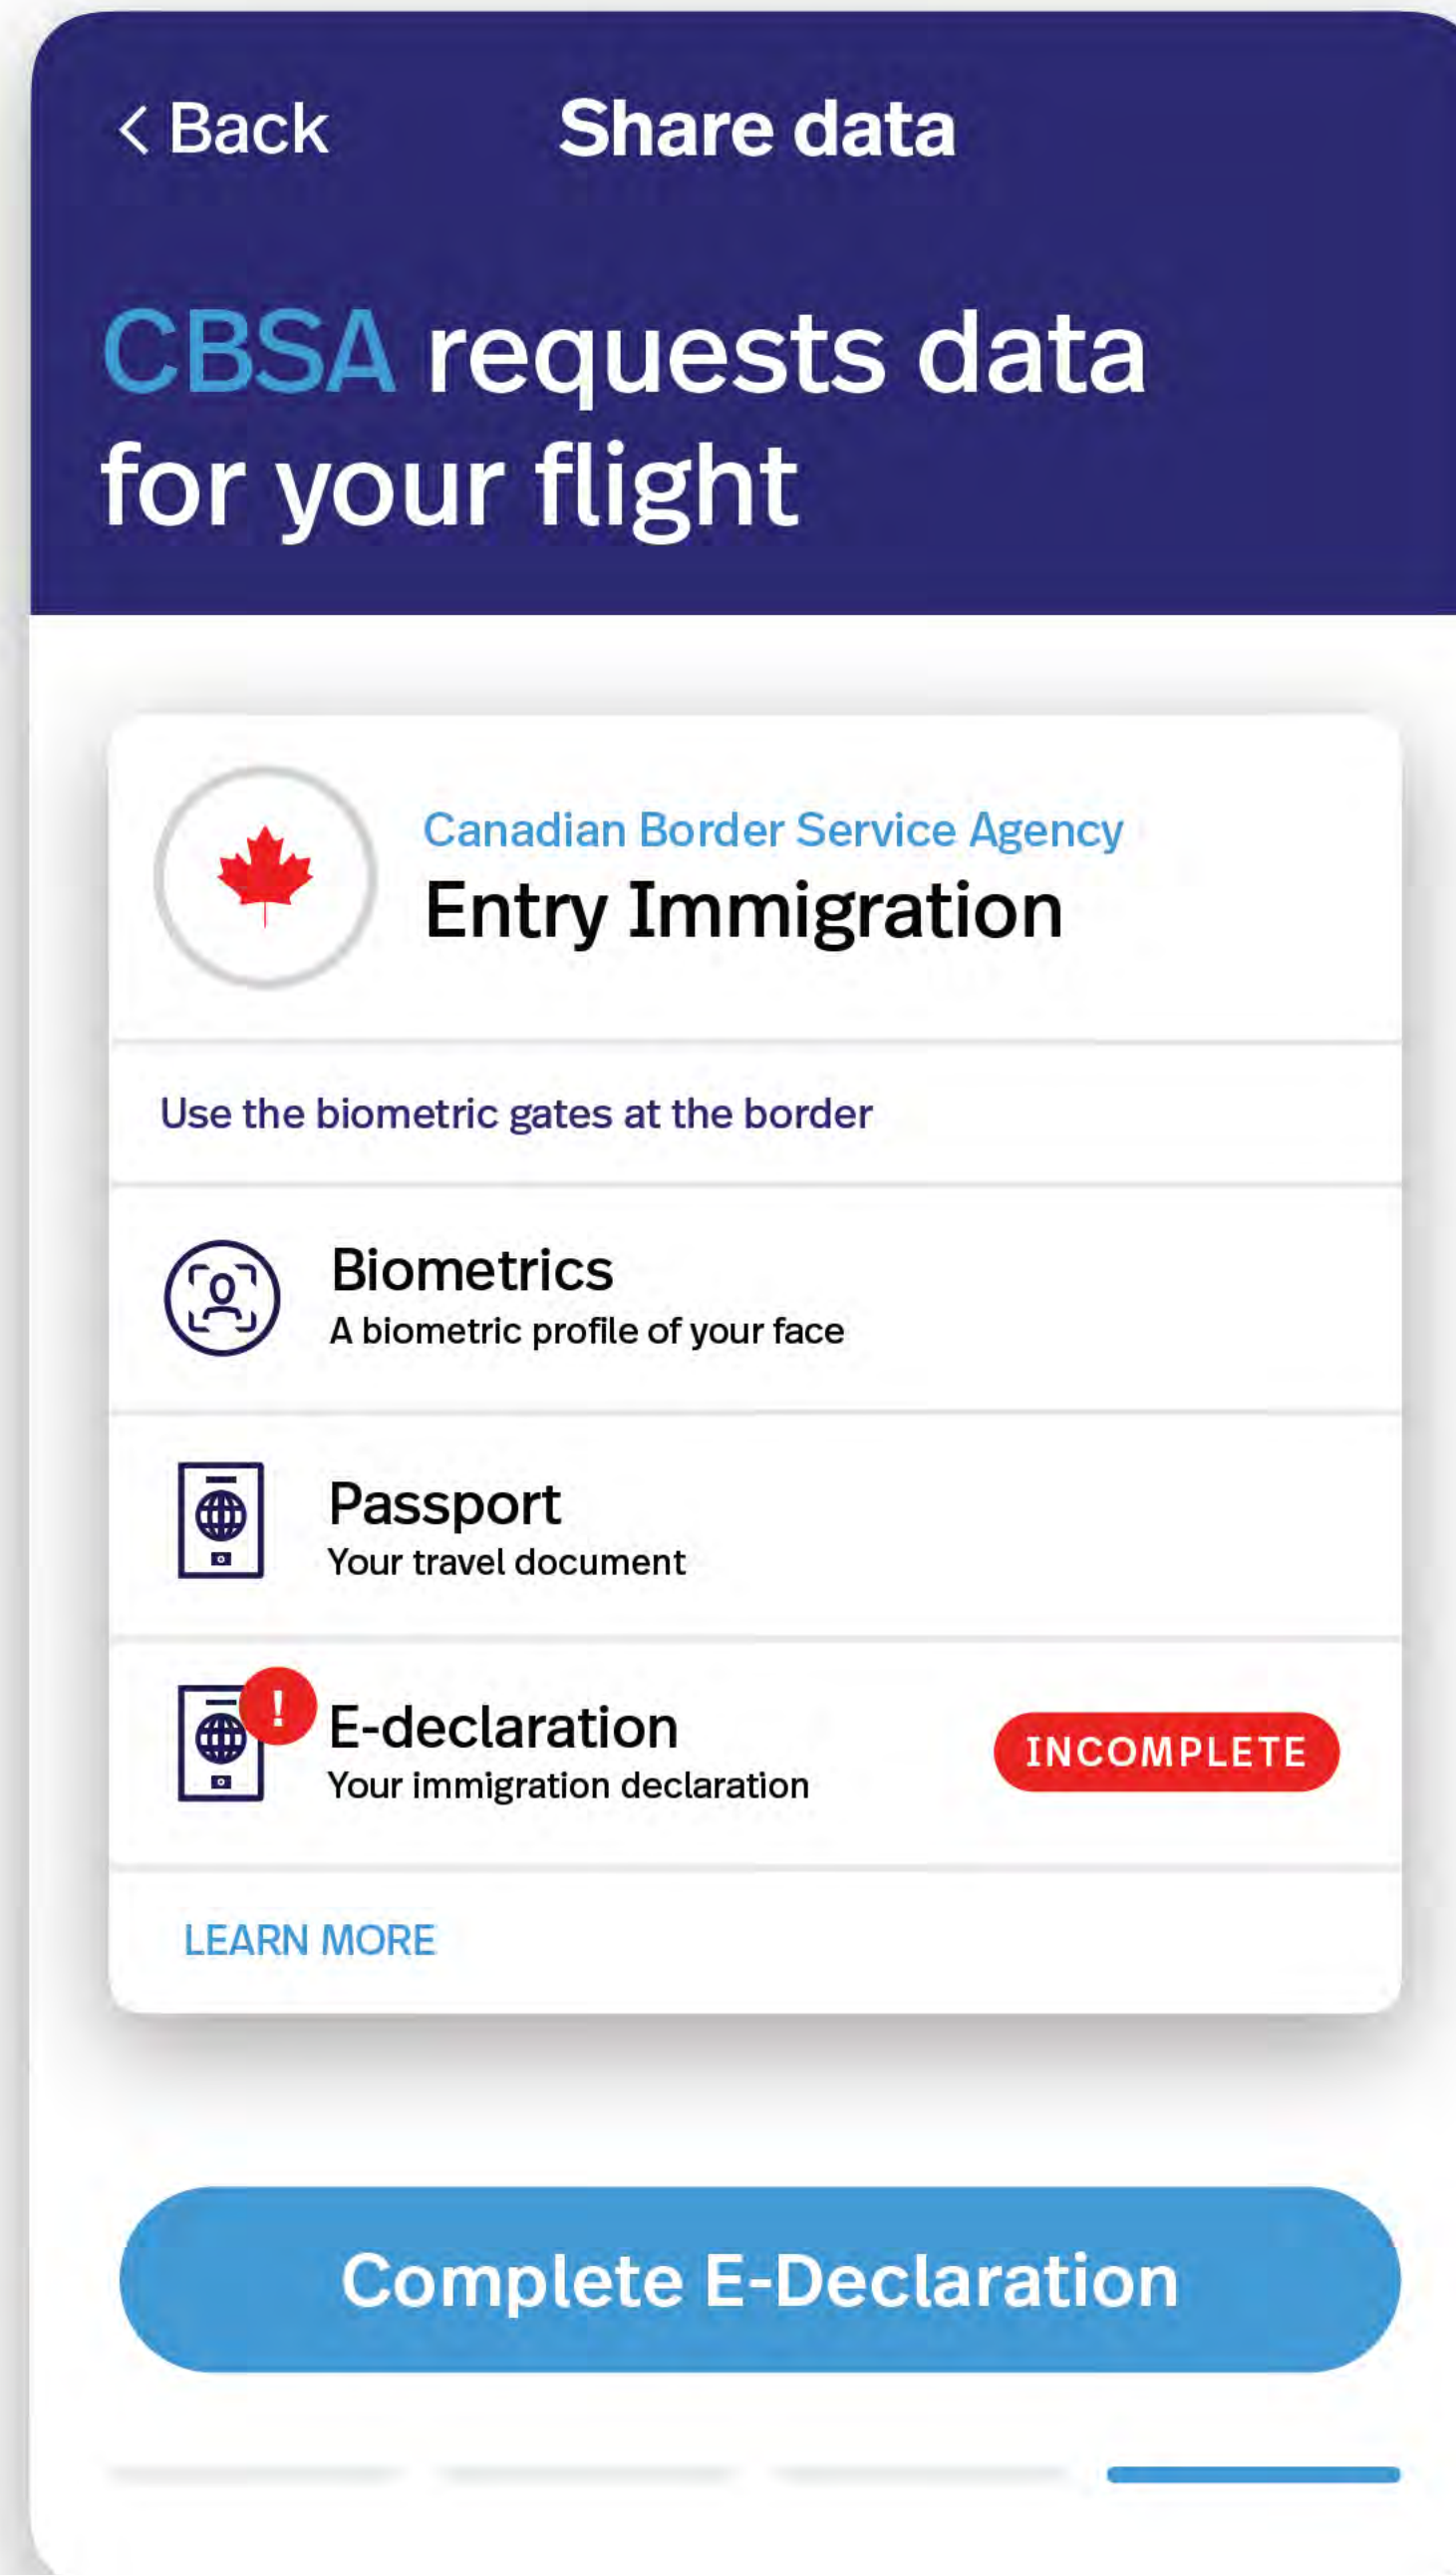 < Back
Share data
CBSA requests data
for your flight
Canadian Border Service Agency
Entry Immigration
Use the biometric gates at the border
Biometrics
A biometric profile of your face
Passport
Your travel document
!
E-declaration
Your immigration declaration
INCOMPLETE
LEARN MORE
Complete E-Declaration